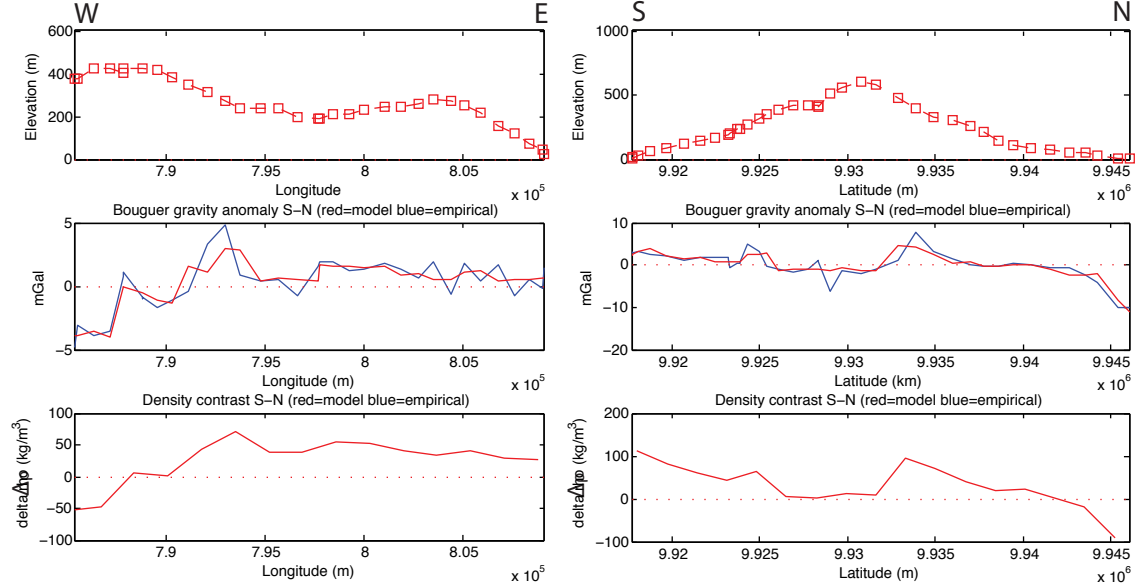 W E
S N
600
400
200
0
Elevation (m)
7.9 7.95 8 8.05
Longitude
x 10^5
1000
500
0
Elevation (m)
9.92 9.925 9.93 9.935 9.94 9.945
Latitude (m)
x 10^6
Bouguer gravity anomaly S−N (red=model blue=empirical)
5
0
−5
mGal
7.9 7.95 8 8.05
Longitude (m)
x 10^5
Bouguer gravity anomaly S−N (red=model blue=empirical)
10
0
−10
−20
mGal
9.92 9.925 9.93 9.935 9.94 9.945
Latitude (km)
x 10^6
Density contrast S−N (red=model blue=empirical)
100
50
0
−50
−100
(kg/m³)
7.9 7.95 8 8.05
Longitude (m)
x 10^5
Density contrast S−N (red=model blue=empirical)
200
100
0
−100
(kg/m³)
9.92 9.925 9.93 9.935 9.94 9.945
Latitude (m)
x 10^6